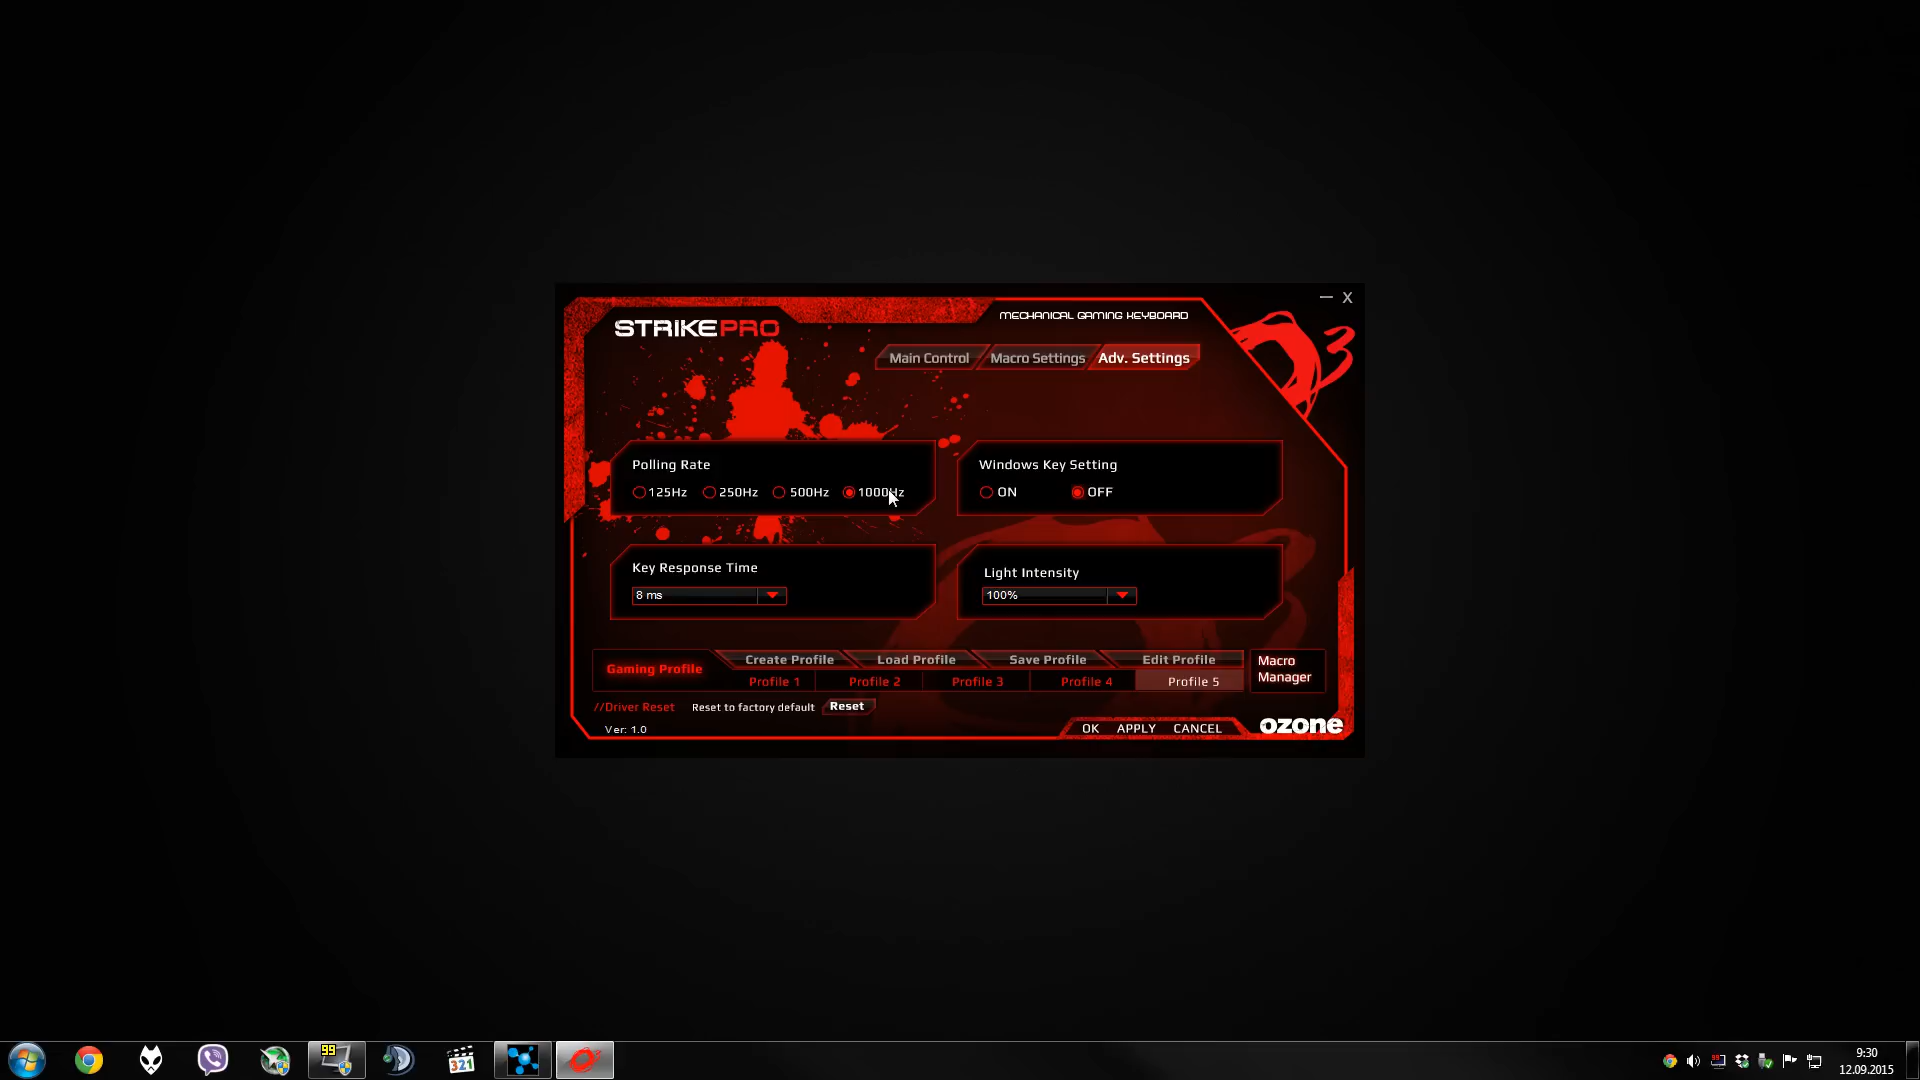 STRIKEPRO
MECHANICAL GAMING KEYBOARD
Main Control Macro Settings Adv. Settings
Polling Rate
125Hz 250Hz 500Hz 1000Hz
Windows Key Setting
ON OFF
Key Response Time
8 ms
Light Intensity
100%
Gaming Profile
Create Profile Load Profile Save Profile Edit Profile
Profile 1 Profile 2 Profile 3 Profile 4 Profile 5
Macro
Manager
//Driver Reset Reset to factory default Reset
Ver: 1.0
OK APPLY CANCEL
ozone
X
99
321
9:30
12.09.2015